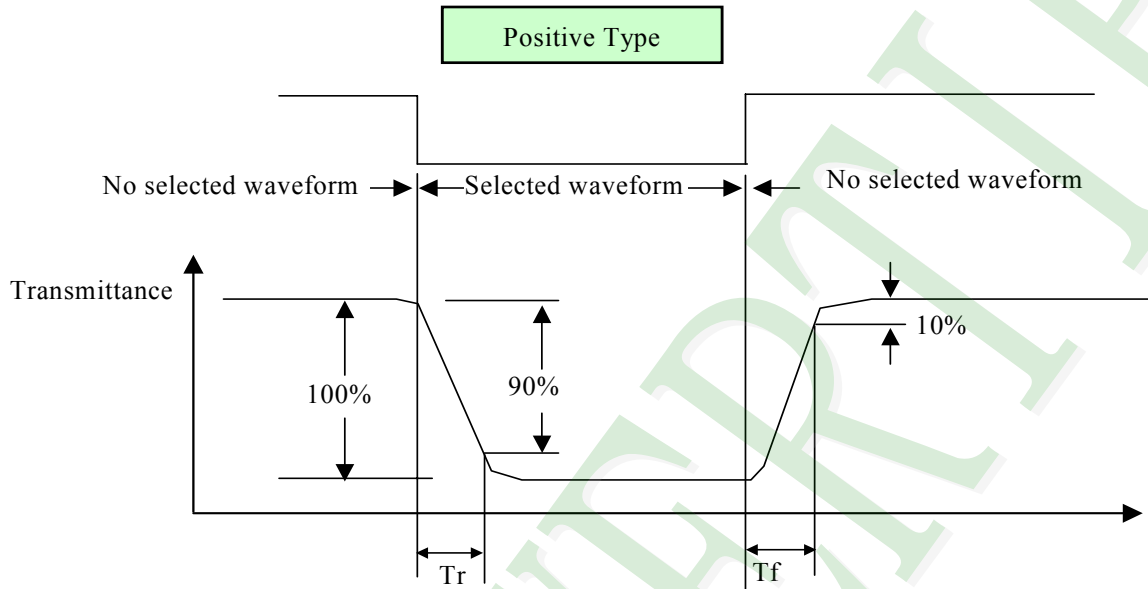 Positive Type
No selected waveform
Selected waveform
No selected waveform
Transmittance
10%
100%
90%
Tr
Tf